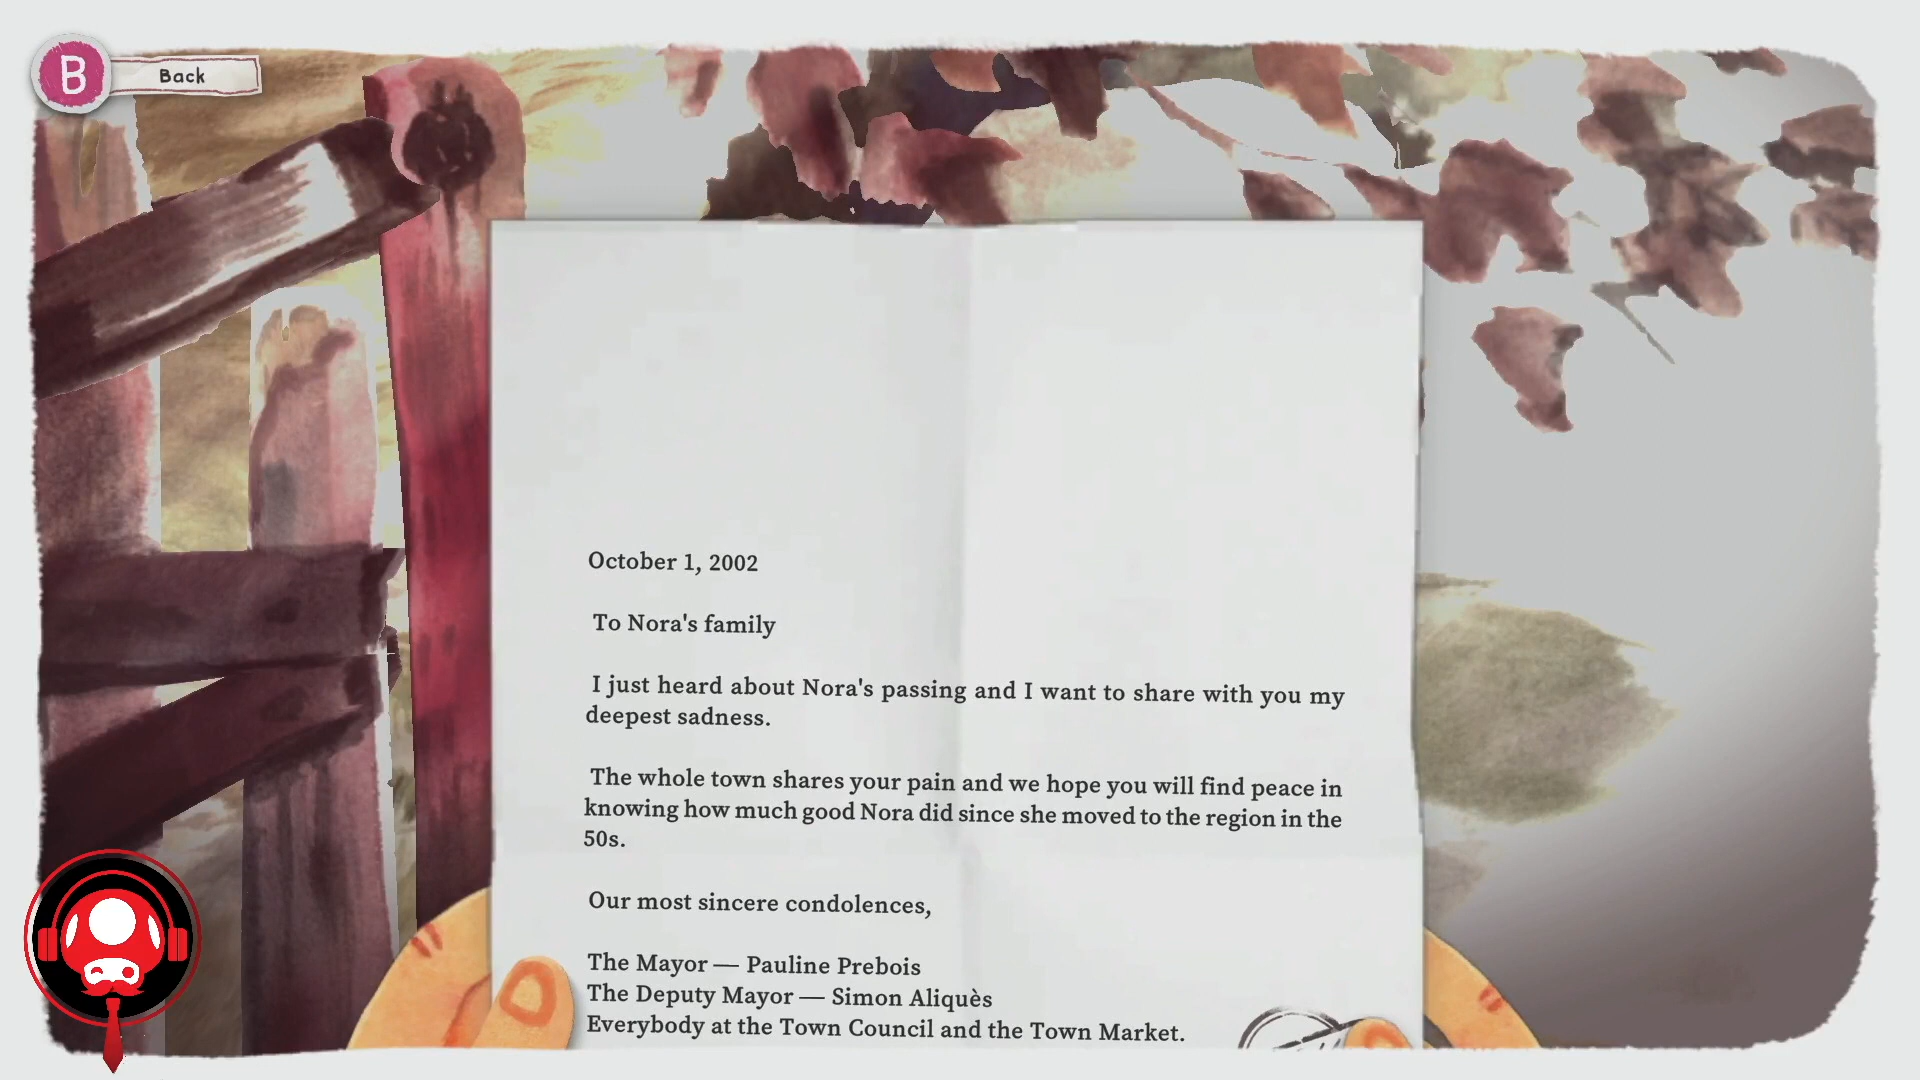 B Back
October 1, 2002
To Nora's family
I just heard about Nora's passing and I want to share with you my
deepest sadness.
The whole town shares your pain and we hope you will find peace in
knowing how much good Nora did since she moved to the region in the
50s.
Our most sincere condolences,
The Mayor — Pauline Prebois
The Deputy Mayor — Simon Aliquès
Everybody at the Town Council and the Town Market.